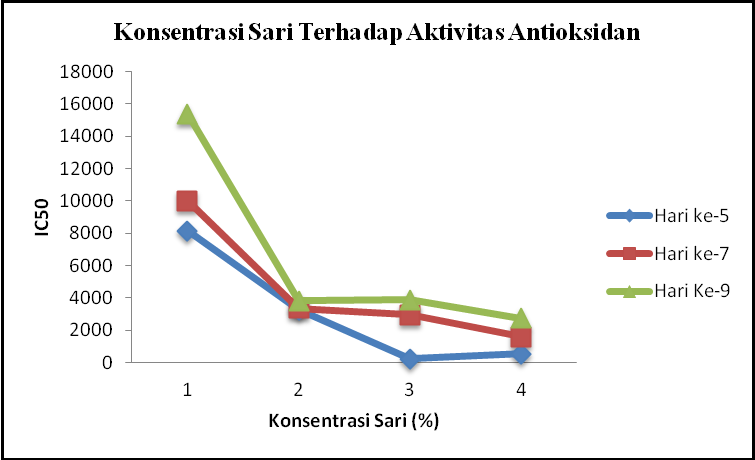 Konsentrasi Sari Terhadap Aktivitas Antioksidan
18000
16000
14000
12000
10000
8000
6000
4000
2000
0
IC50
1 2 3 4
Konsentrasi Sari (%)
Hari ke-5
Hari ke-7
Hari Ke-9